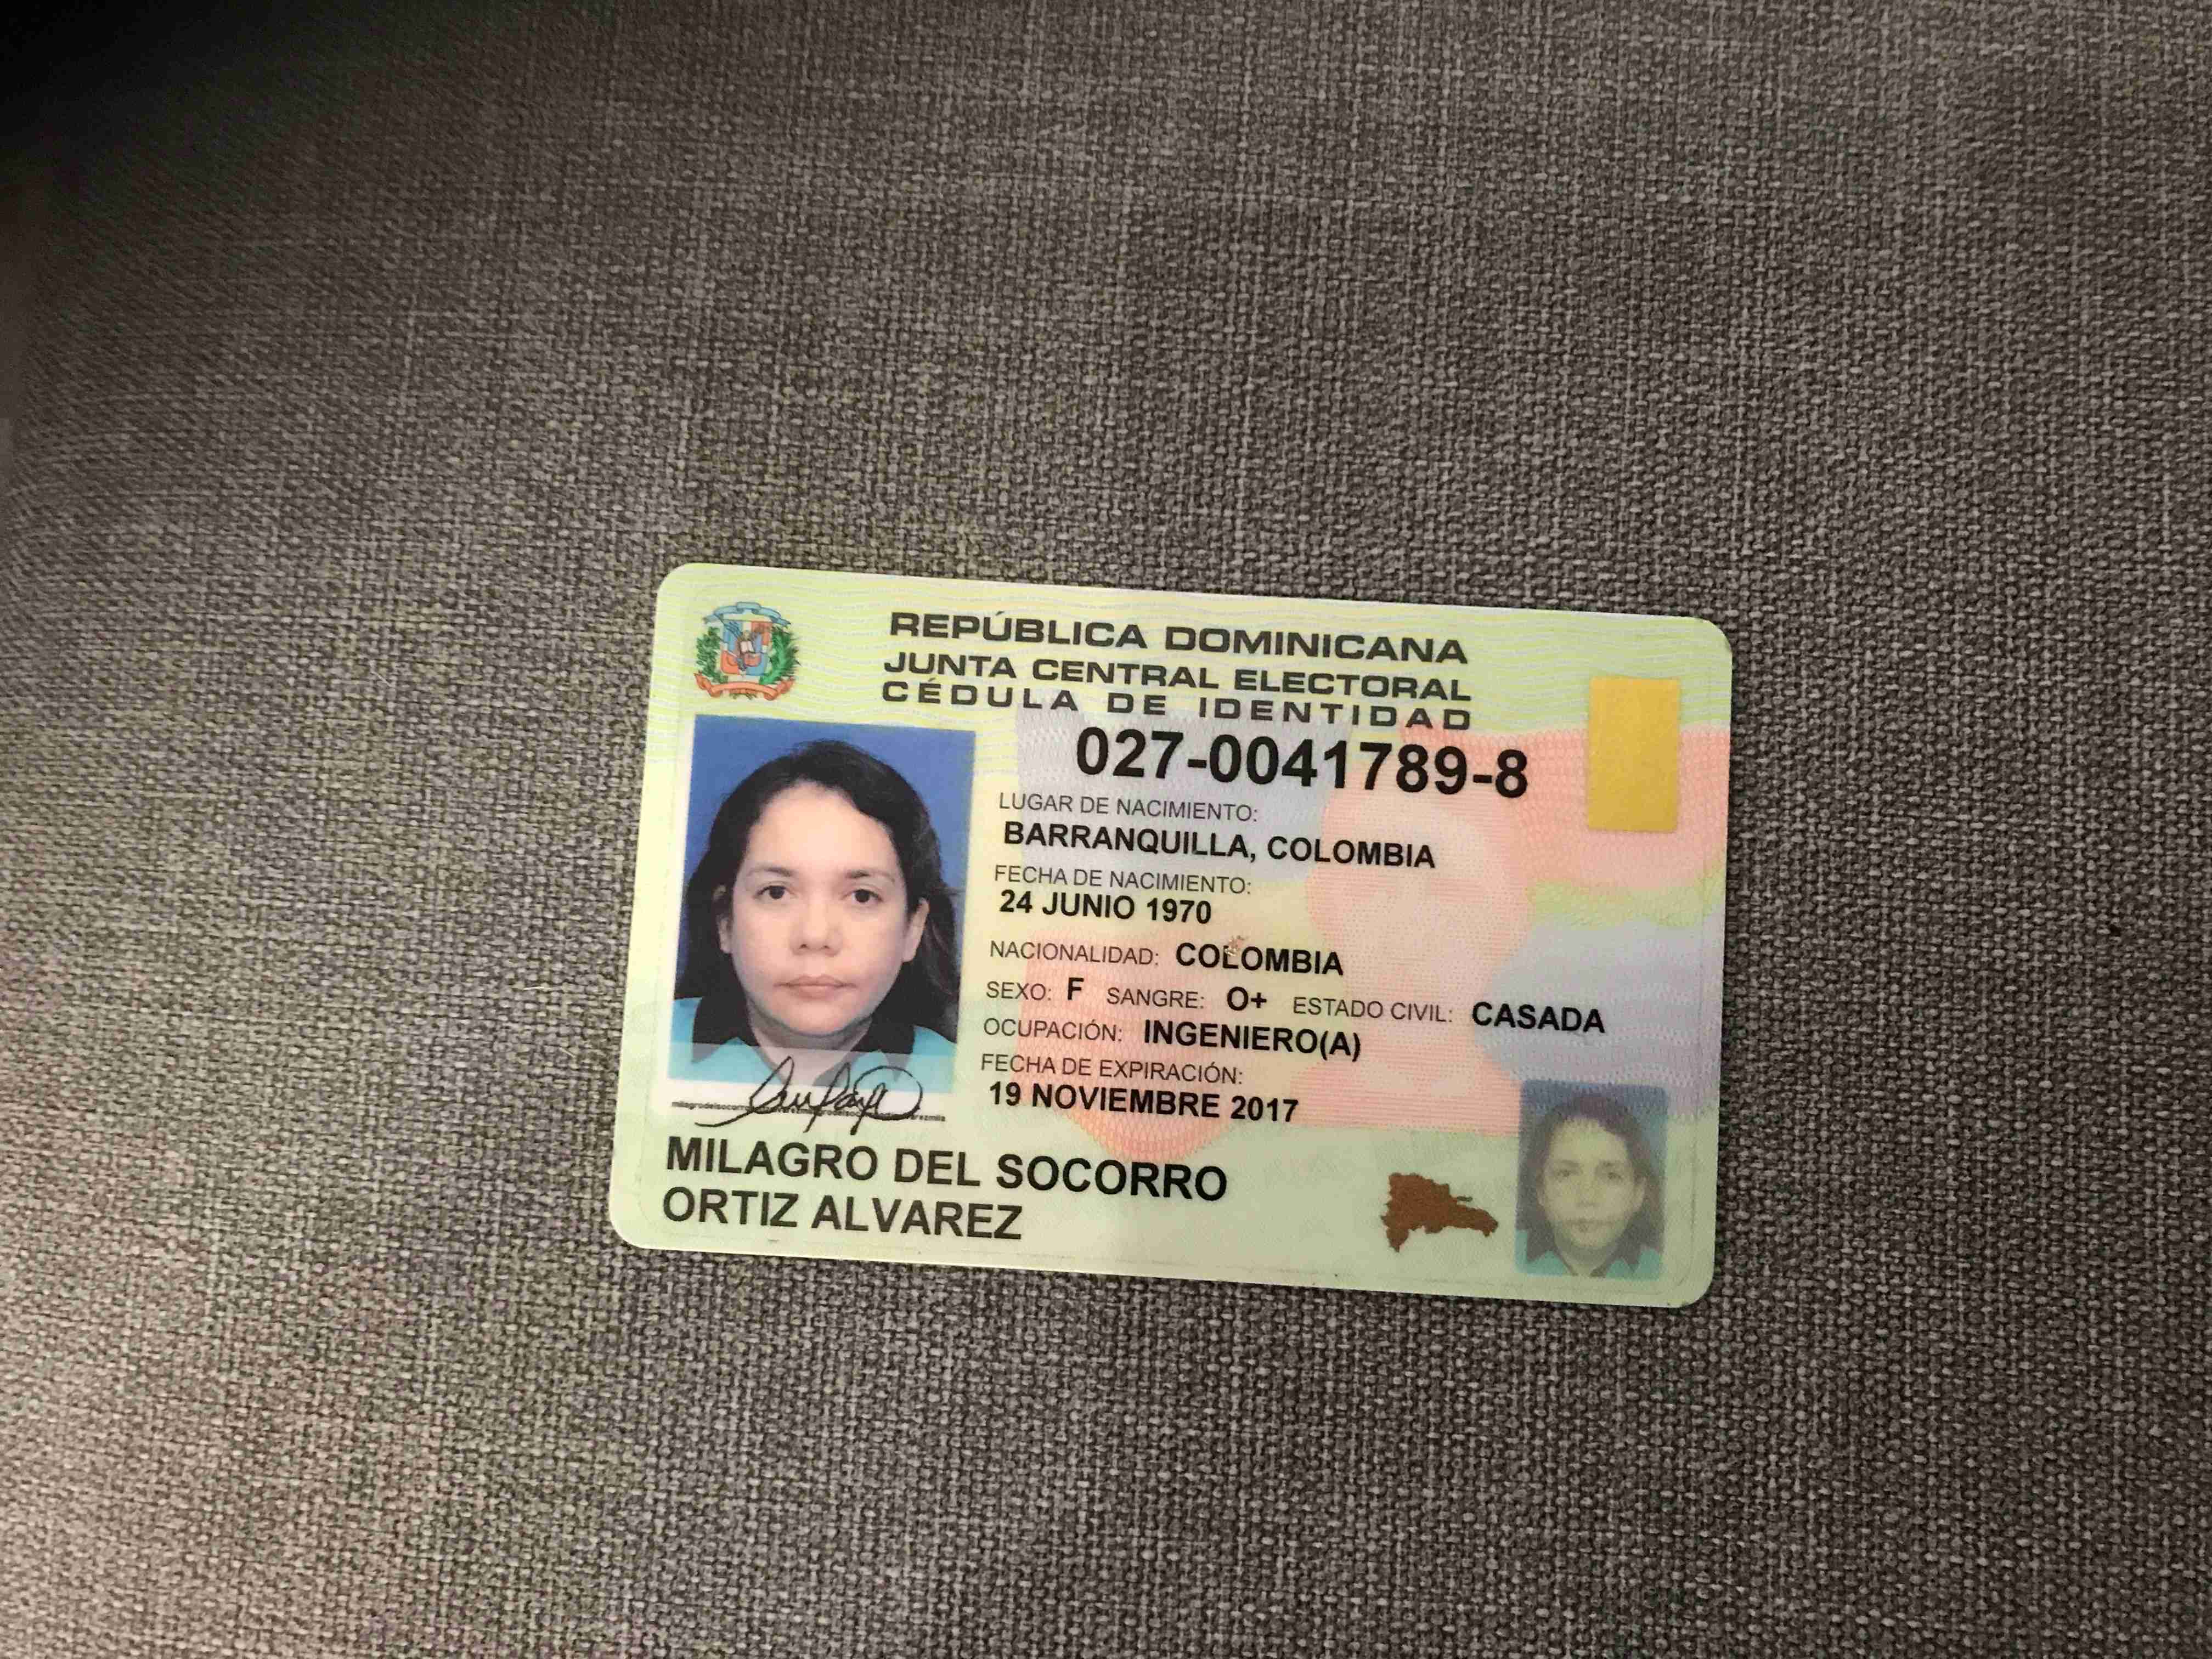 REPÚBLICA DOMINICANA
JUNTA CENTRAL ELECTORAL
CÉDULA DE IDENTIDAD
027-0041789-8
LUGAR DE NACIMIENTO:
BARRANQUILLA, COLOMBIA
FECHA DE NACIMIENTO:
24 JUNIO 1970
NACIONALIDAD: COLOMBIA
SEXO: F SANGRE: O+ ESTADO CIVIL: CASADA
OCUPACIÓN: INGENIERO(A)
FECHA DE EXPIRACIÓN:
19 NOVIEMBRE 2017
MILAGRO DEL SOCORRO
ORTIZ ALVAREZ